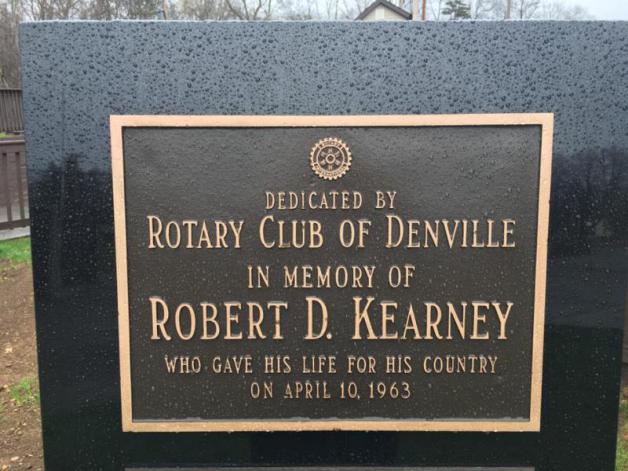 DEDICATED BY
ROTARY CLUB OF DENVILLE
IN MEMORY OF
ROBERT D. KEARNEY
WHO GAVE HIS LIFE FOR HIS COUNTRY
ON APRIL 10, 1963